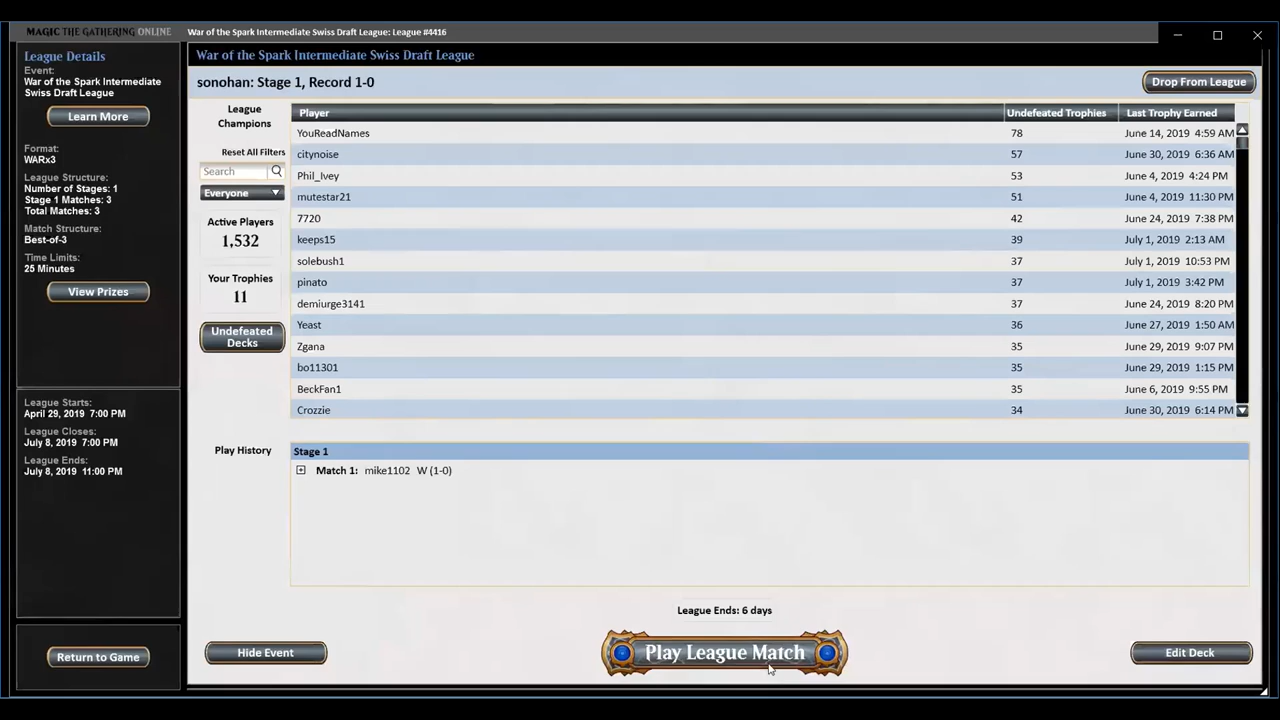 MAGIC THE GATHERING ONLINE
War of the Spark Intermediate Swiss Draft League: League #4416
League Details
Event:
War of the Spark Intermediate
Swiss Draft League
Learn More
Format:
WARx3
League Structure:
Number of Stages: 1
Stage 1 Matches: 3
Total Matches: 3
Match Structure:
Best-of-3
Time Limits:
25 Minutes
View Prizes
League Starts:
April 29, 2019 7:00 PM
League Closes:
July 8, 2019 7:00 PM
League Ends:
July 8, 2019 11:00 PM
Return to Game
War of the Spark Intermediate Swiss Draft League
sonohan: Stage 1, Record 1-0
Drop From League
League
Champions
Reset All Filters
Search
Everyone
Active Players
1,532
Your Trophies
11
Undefeated
Decks
Player Undefeated Trophies Last Trophy Earned
YouReadNames 78 June 14, 2019 4:59 AM
citynoise 57 June 30, 2019 6:36 AM
Phil_Ivey 53 June 4, 2019 4:24 PM
mutestar21 51 June 4, 2019 11:30 PM
7720 42 June 24, 2019 7:38 PM
keeps15 39 July 1, 2019 2:13 AM
solebush1 37 July 1, 2019 10:53 PM
pinato 37 July 1, 2019 3:42 PM
demiurge3141 37 June 24, 2019 8:20 PM
Yeast 36 June 27, 2019 1:50 AM
Zgana 35 June 29, 2019 9:07 PM
bo11301 35 June 29, 2019 1:15 PM
BeckFan1 35 June 6, 2019 9:55 PM
Crozzie 34 June 30, 2019 6:14 PM
Play History
Stage 1
Match 1: mike1102 W (1-0)
League Ends: 6 days
Hide Event
Play League Match
Edit Deck